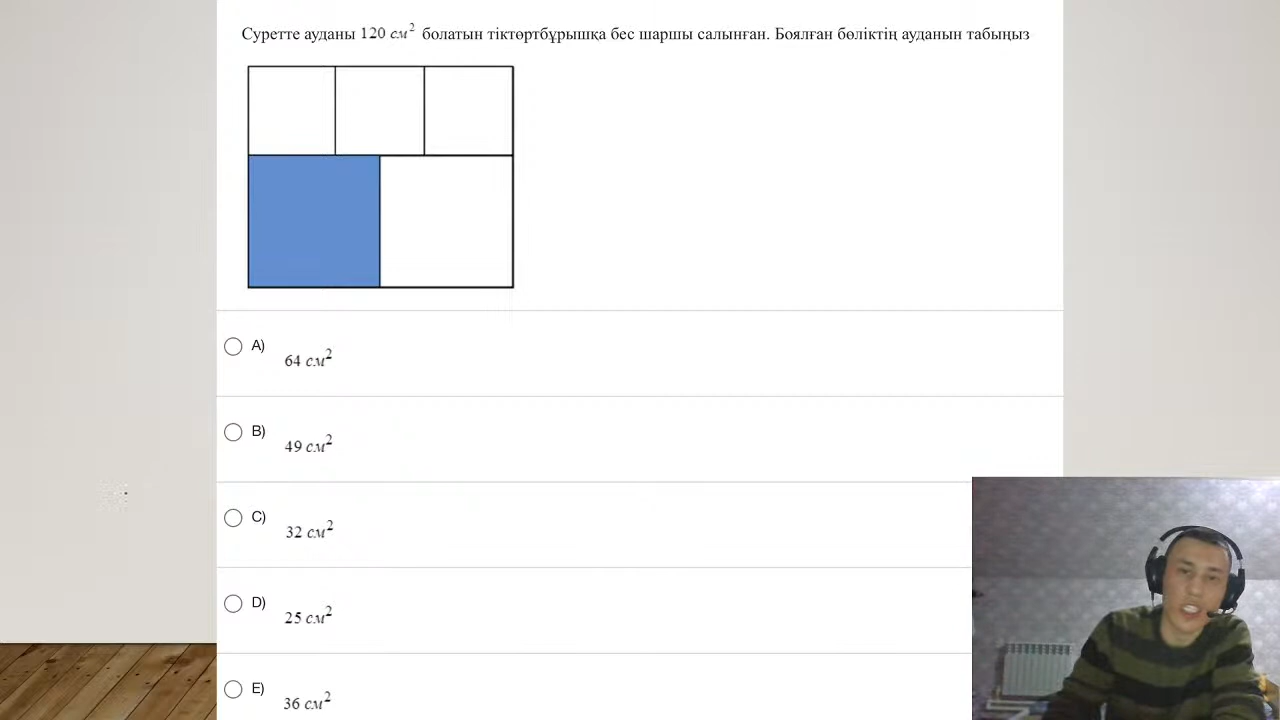 Суретте ауданы 120 см² болатын тіктөртбұрышқа бес шаршы салынған. Боялған бөліктің ауданын табыңыз
A)
64 см²
B)
49 см²
C)
32 см²
D)
25 см²
E)
36 см²